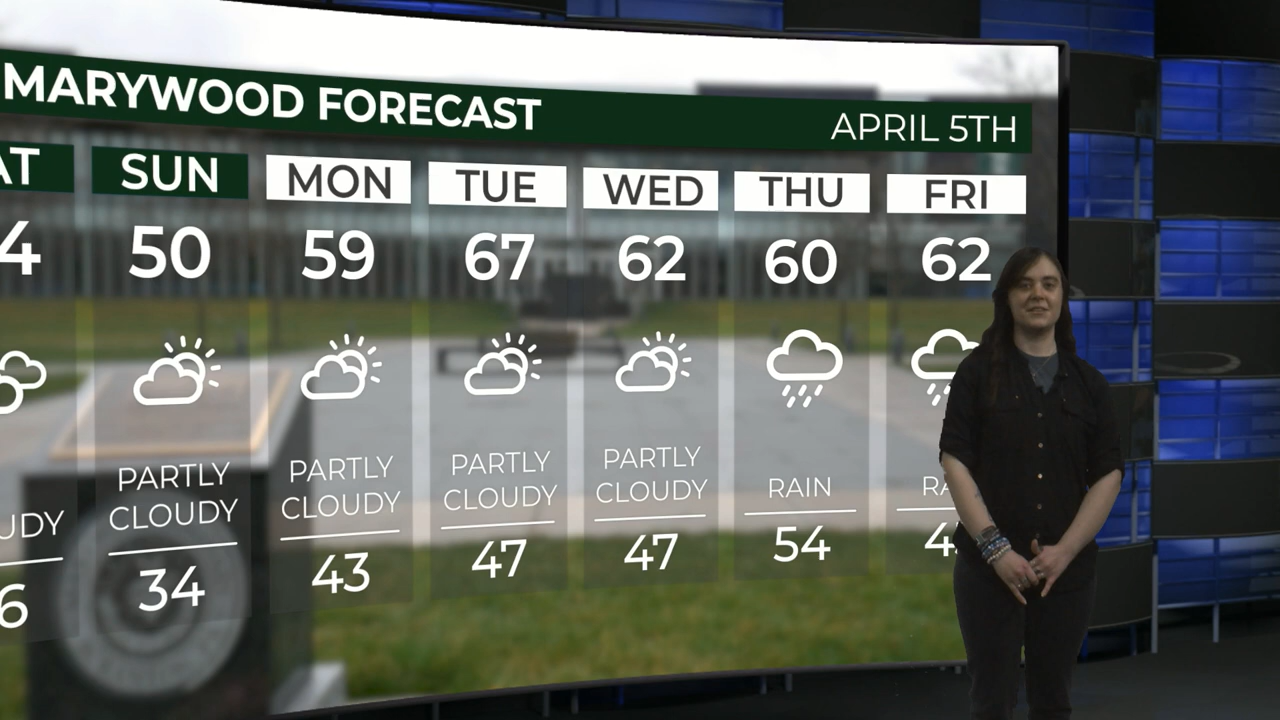 MARYWOOD FORECAST
APRIL 5TH
SUN MON TUE WED THU FRI
50 59 67 62 60 62
PARTLY CLOUDY
PARTLY CLOUDY
PARTLY CLOUDY
PARTLY CLOUDY
RAIN
34 43 47 47 54